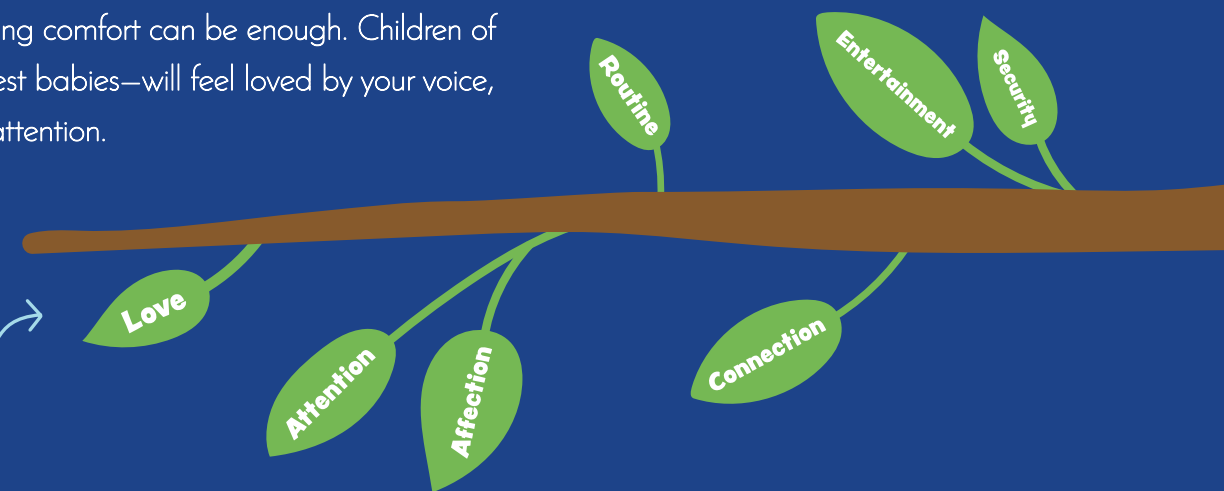 ng comfort can be enough. Children of
est babies—will feel loved by your voice,
attention.
Routine
Entertainment
Security
Love
Attention
Affection
Connection